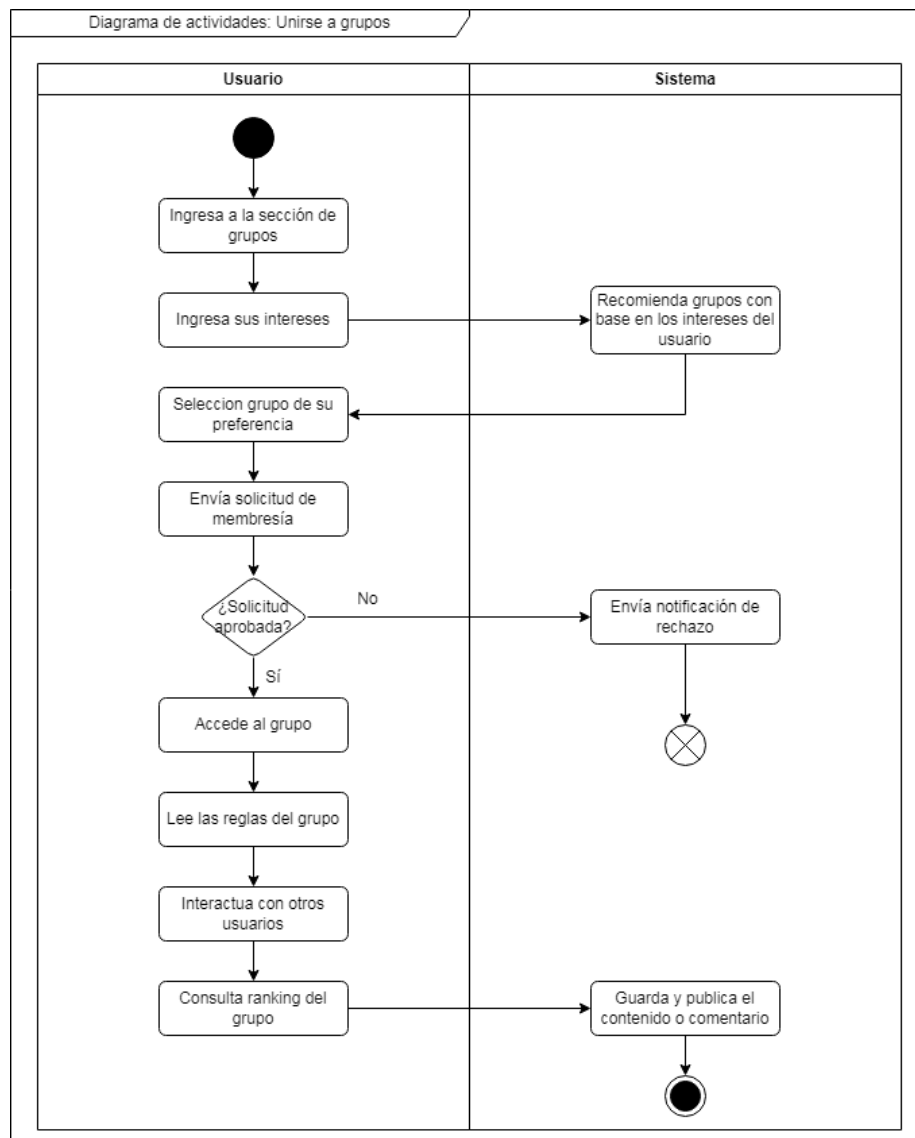 Diagrama de actividades: Unirse a grupos
Usuario
Sistema
Ingresa a la sección de
grupos
Ingresa sus intereses
Recomienda grupos con
base en los intereses del
usuario
Seleccion grupo de su
preferencia
Envía solicitud de
membresía
¿Solicitud
aprobada?
No
Envía notificación de
rechazo
Sí
Accede al grupo
Lee las reglas del grupo
Interactua con otros
usuarios
Consulta ranking del
grupo
Guarda y publica el
contenido o comentario